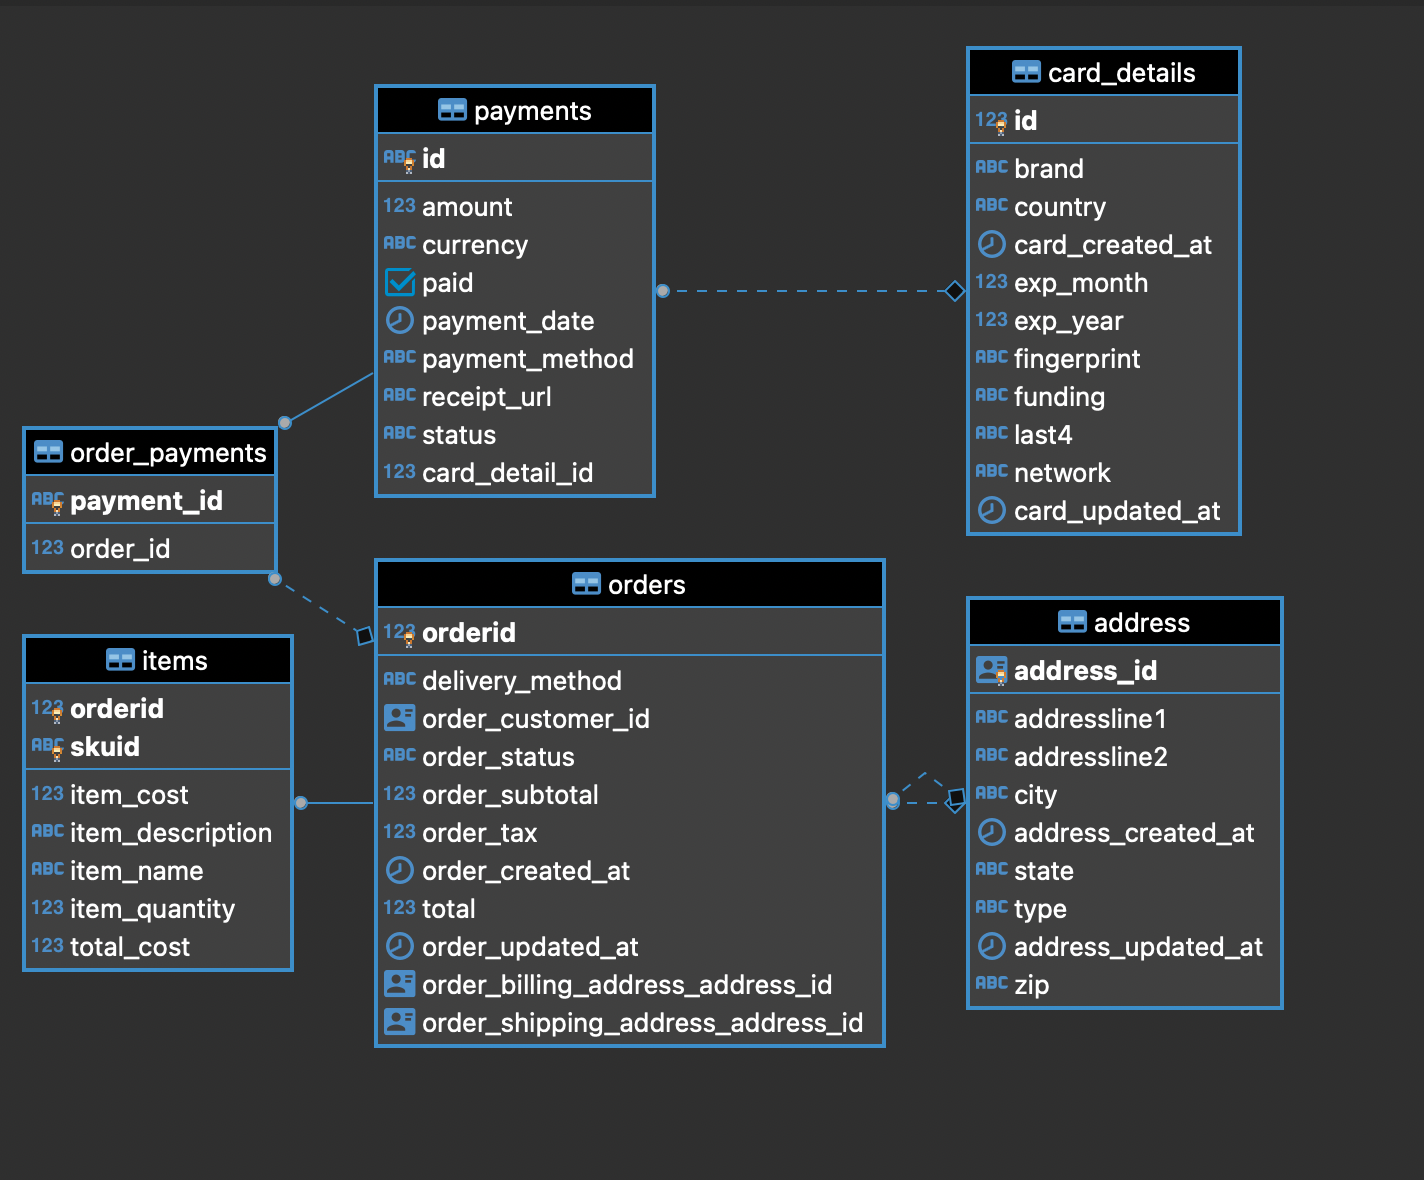 payments
ABC id
123 amount
ABC currency
paid
payment_date
ABC payment_method
ABC receipt_url
ABC status
123 card_detail_id
card_details
123 id
ABC brand
ABC country
card_created_at
123 exp_month
123 exp_year
ABC fingerprint
ABC funding
ABC last4
ABC network
card_updated_at
order_payments
ABC payment_id
123 order_id
items
123 orderid
ABC skuid
123 item_cost
ABC item_description
ABC item_name
123 item_quantity
123 total_cost
orders
123 orderid
ABC delivery_method
order_customer_id
ABC order_status
123 order_subtotal
123 order_tax
order_created_at
123 total
order_updated_at
order_billing_address_address_id
order_shipping_address_address_id
address
address_id
ABC addressline1
ABC addressline2
ABC city
address_created_at
ABC state
ABC type
address_updated_at
ABC zip